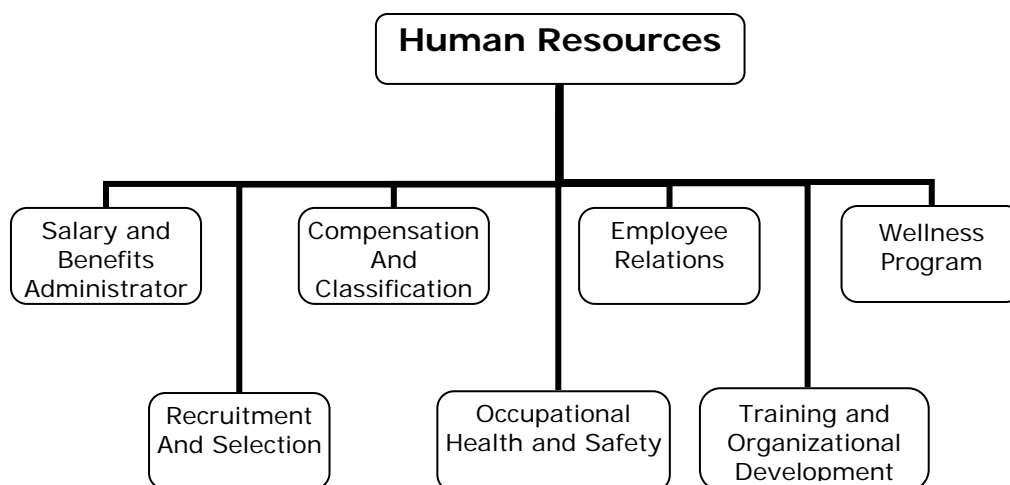 Human Resources
Salary and
Benefits
Administrator
Compensation
And
Classification
Employee
Relations
Wellness
Program
Recruitment
And Selection
Occupational
Health and Safety
Training and
Organizational
Development